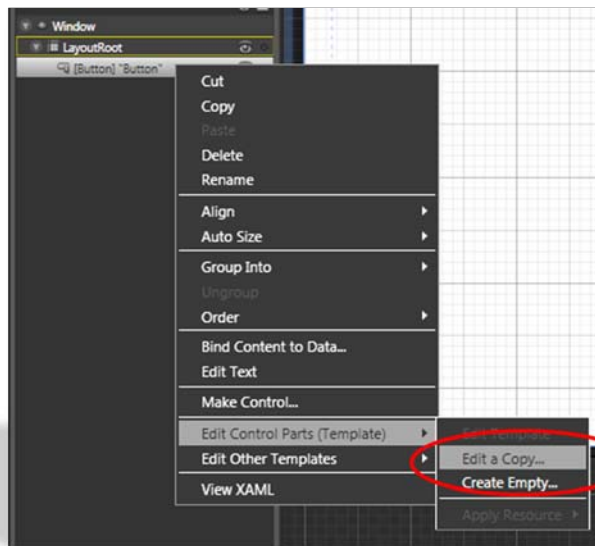 Window
LayoutRoot
[Button] "Button"
Cut
Copy
Paste
Delete
Rename
Align
Auto Size
Group Into
Ungroup
Order
Bind Content to Data...
Edit Text
Make Control...
Edit Control Parts (Template)
Edit Other Templates
View XAML
Edit Template
Edit a Copy...
Create Empty...
Apply Resource